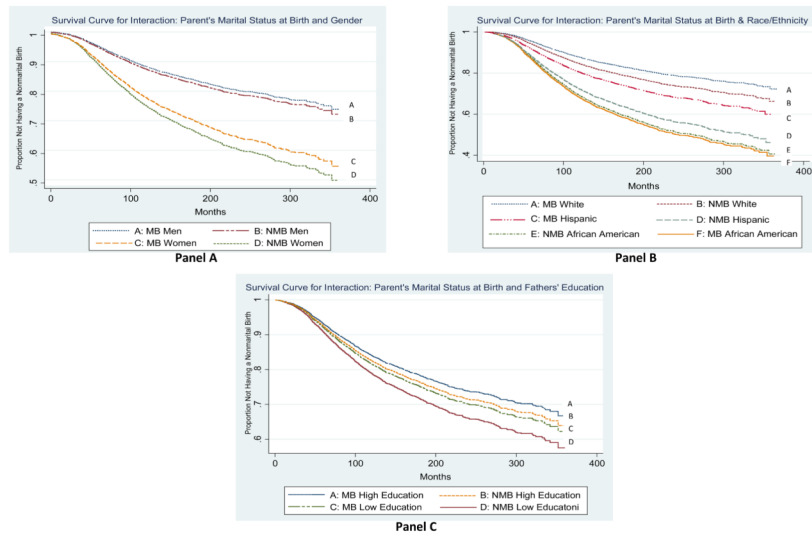 Survival Curve for Interaction: Parent's Marital Status at Birth and Gender
Proportion Not Having a Nonmarital Birth
1
.9
.8
.7
.6
.5
A
B
C
D
0
100
200
300
400
Months
A: MB Men
B: NMB Men
C: MB Women
D: NMB Women
Panel A
Survival Curve for Interaction: Parent's Marital Status at Birth & Race/Ethnicity
Proportion Not Having a Nonmarital Birth
1
.8
.6
.4
A
B
C
D
E
F
0
100
200
300
400
Months
A: MB White
B: NMB White
C: MB Hispanic
D: NMB Hispanic
E: NMB African American
F: MB African American
Panel B
Survival Curve for Interaction: Parent's Marital Status at Birth and Fathers' Education
Proportion Not Having a Nonmarital Birth
1
.9
.8
.7
.6
A
B
C
D
0
100
200
300
400
Months
A: MB High Education
B: NMB High Education
C: MB Low Education
D: NMB Low Educatoni
Panel C